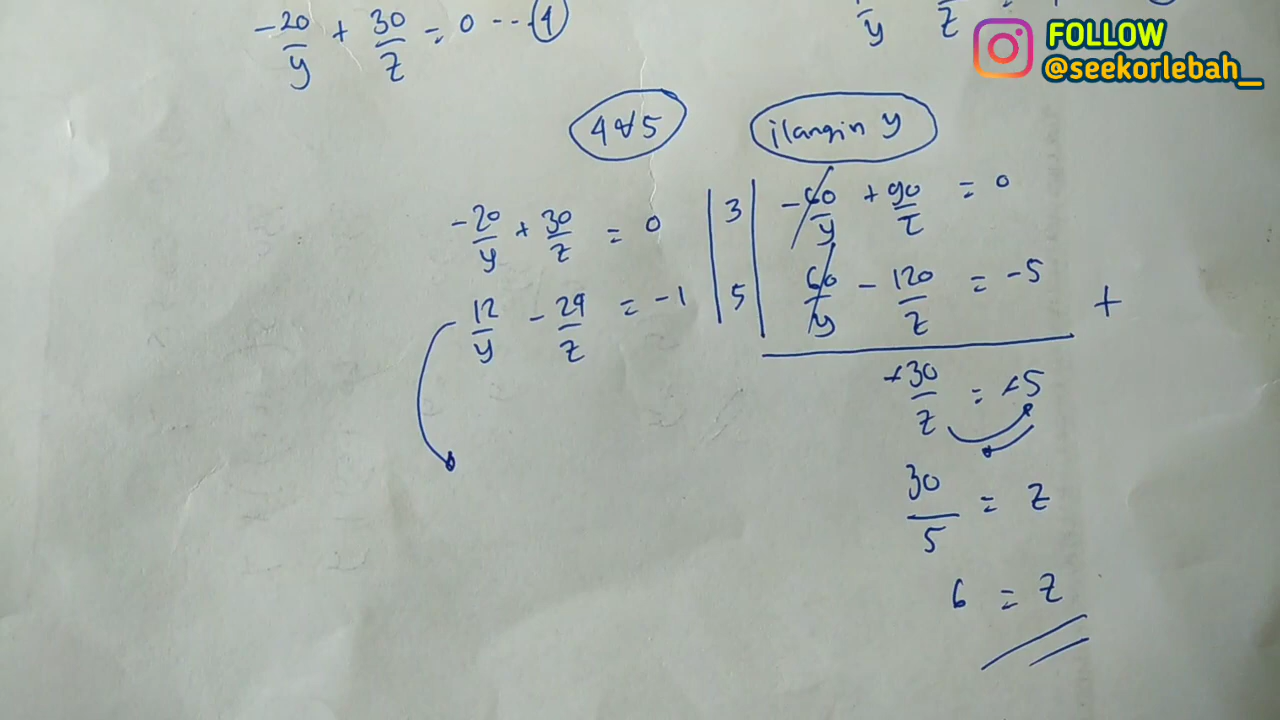 -20/y + 30/z = 0 --- 4
y z
FOLLOW
@seekorlebah_
4 & 5 ilangin y
-20/y + 30/z = 0 | 3 | -60/y + 90/z = 0
12/y - 24/z = -1 | 5 | 60/y - 120/z = -5 +
+30/z = +5
30/5 = z
6 = z